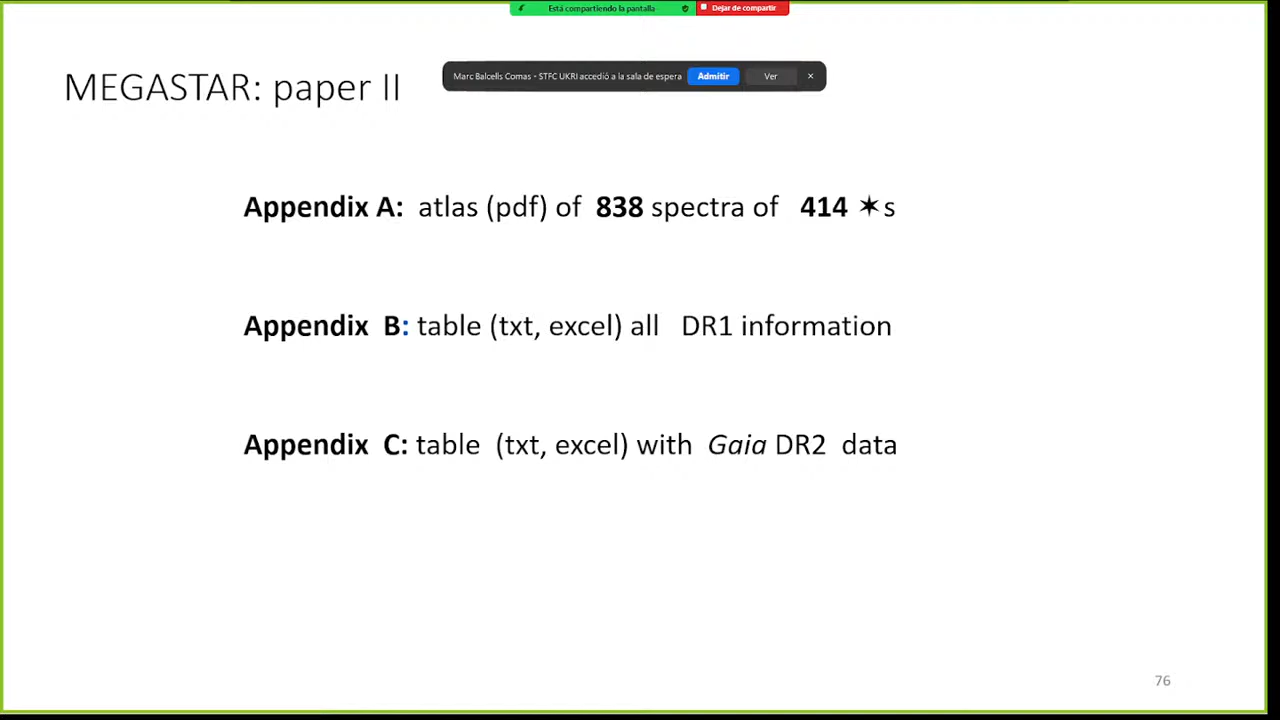 Está compartiendo la pantalla Dejar de compartir
MEGASTAR: paper II
Marc Balcells Comas - STFC UKRI accedió a la sala de espera Admitir Ver ×
Appendix A: atlas (pdf) of 838 spectra of 414 ✶s
Appendix B: table (txt, excel) all DR1 information
Appendix C: table (txt, excel) with Gaia DR2 data
76